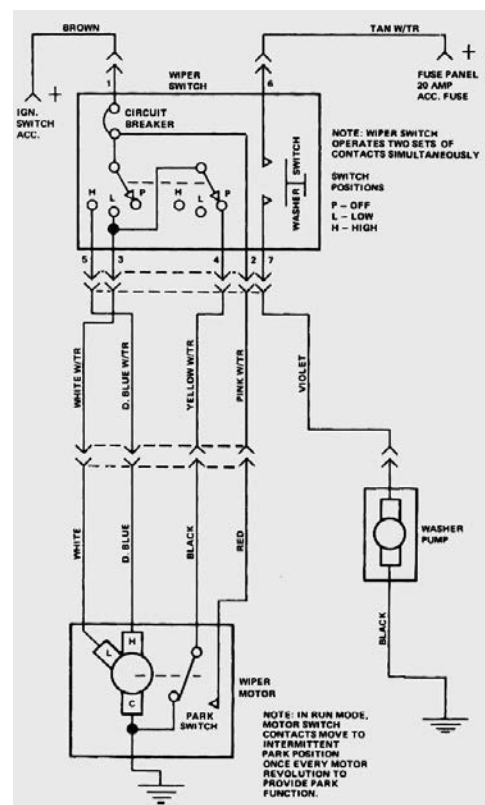 BROWN
TAN W/TR
+
FUSE PANEL
20 AMP
ACC. FUSE
+
IGN.
SWITCH
ACC.
WIPER
SWITCH
1
6
CIRCUIT
BREAKER
NOTE: WIPER SWITCH
OPERATES TWO SETS OF
CONTACTS SIMULTANEOUSLY
SWITCH
POSITIONS
P – OFF
L – LOW
H – HIGH
WASHER SWITCH
H
L
P
H
L
P
5
3
4
2
7
WHITE W/TR
D. BLUE W/TR
YELLOW W/TR
PINK W/TR
VIOLET
WHITE
D. BLUE
BLACK
RED
WASHER
PUMP
BLACK
L
H
C
PARK
SWITCH
WIPER
MOTOR
NOTE: IN RUN MODE,
MOTOR SWITCH
CONTACTS MOVE TO
INTERMITTENT
PARK POSITION
ONCE EVERY MOTOR
REVOLUTION TO
PROVIDE PARK
FUNCTION.